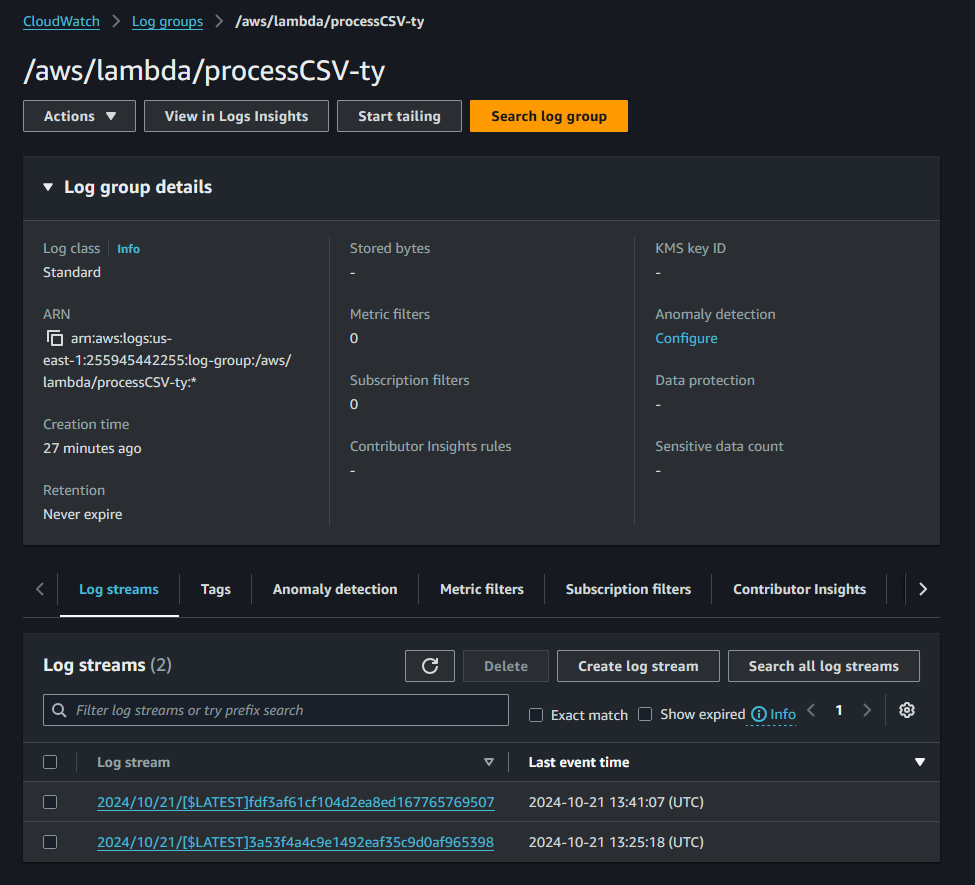 CloudWatch > Log groups > /aws/lambda/processCSV-ty
/aws/lambda/processCSV-ty
Actions ▼ View in Logs Insights Start tailing Search log group
▼ Log group details
Log class Info
Standard
ARN
arn:aws:logs:us-
east-1:255945442255:log-group:/aws/
lambda/processCSV-ty:*
Creation time
27 minutes ago
Retention
Never expire
Stored bytes
-
Metric filters
0
Subscription filters
0
Contributor Insights rules
-
KMS key ID
-
Anomaly detection
Configure
Data protection
-
Sensitive data count
-
Log streams Tags Anomaly detection Metric filters Subscription filters Contributor Insights
Log streams (2) Delete Create log stream Search all log streams
Filter log streams or try prefix search Exact match Show expired Info 1
Log stream Last event time
2024/10/21/[$LATEST]fdf3af61cf104d2ea8ed167765769507 2024-10-21 13:41:07 (UTC)
2024/10/21/[$LATEST]3a53f4a4c9e1492eaf35c9d0af965398 2024-10-21 13:25:18 (UTC)